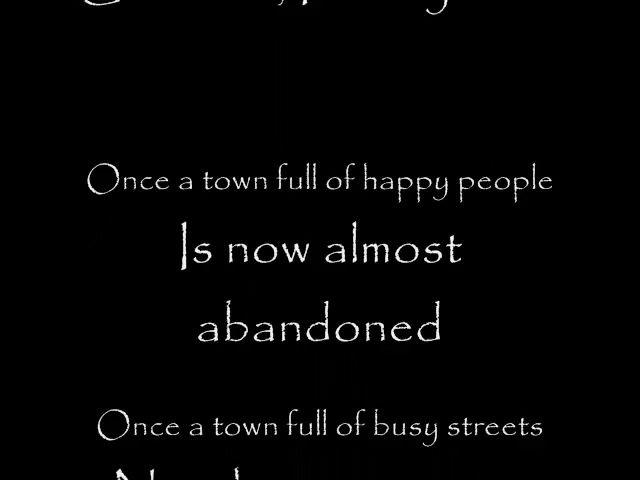 Once a town full of happy people
Is now almost
abandoned
Once a town full of busy streets